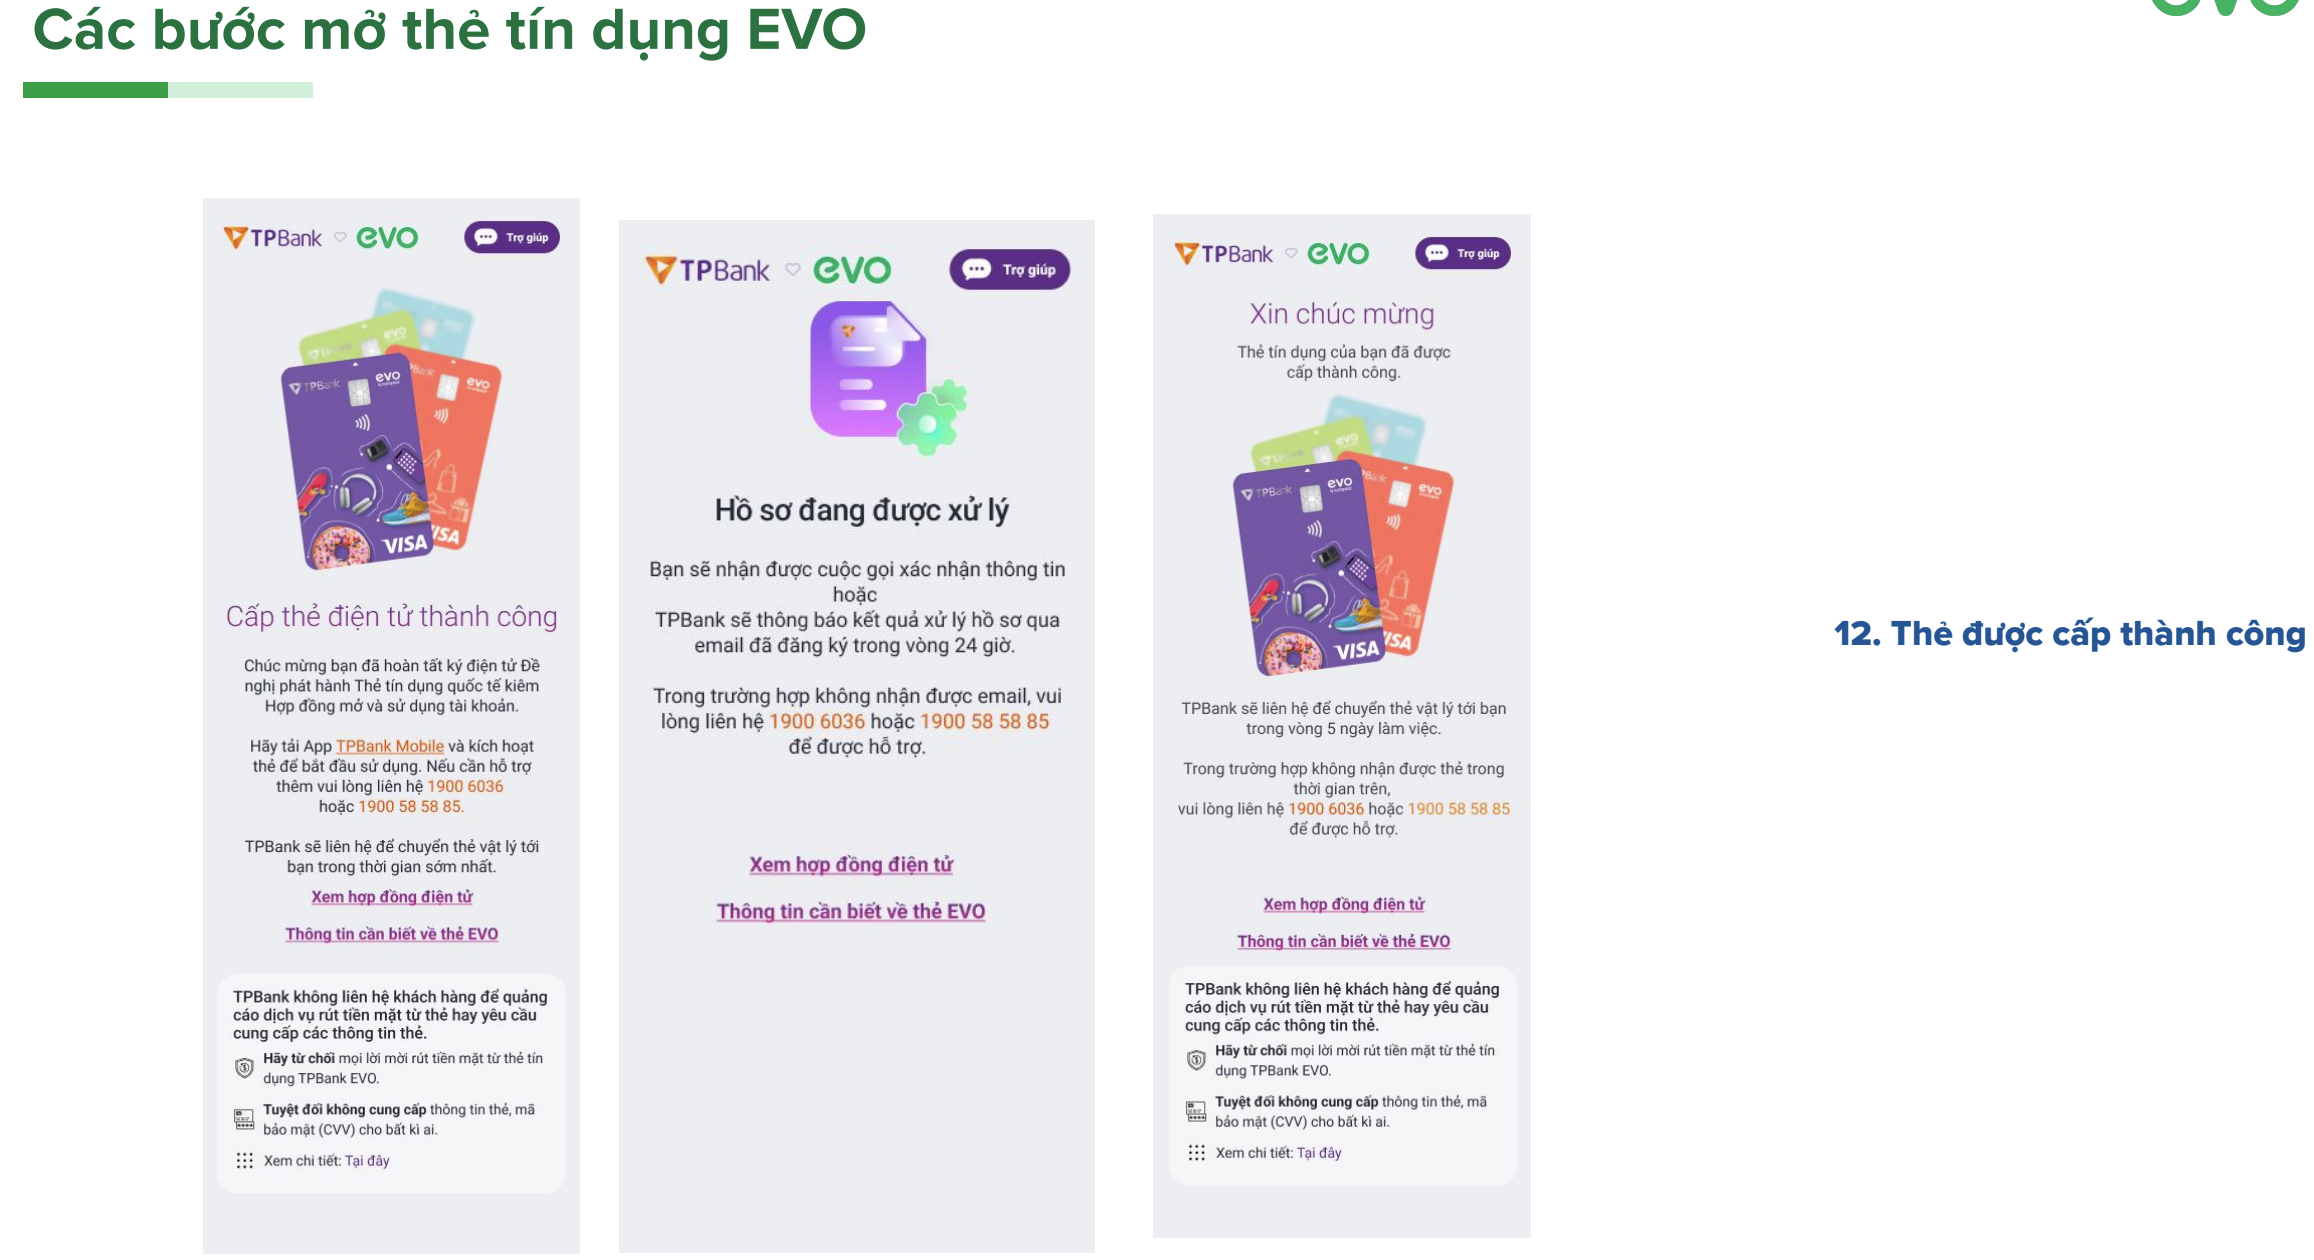 Các bước mở thẻ tín dụng EVO
evo
TPBank evo
Trợ giúp
TPBank evo
evo
VISA
VISA
Cấp thẻ điện tử thành công
Chúc mừng bạn đã hoàn tất ký điện tử Đề
nghị phát hành Thẻ tín dụng quốc tế kiêm
Hợp đồng mở và sử dụng tài khoản.
Hãy tải App TPBank Mobile và kích hoạt
thẻ để bắt đầu sử dụng. Nếu cần hỗ trợ
thêm vui lòng liên hệ 1900 6036
hoặc 1900 58 58 85.
TPBank sẽ liên hệ để chuyển thẻ vật lý tới
bạn trong thời gian sớm nhất.
Xem hợp đồng điện tử
Thông tin cần biết về thẻ EVO
TPBank không liên hệ khách hàng để quảng
cáo dịch vụ rút tiền mặt từ thẻ hay yêu cầu
cung cấp các thông tin thẻ.
Hãy từ chối mọi lời mời rút tiền mặt từ thẻ tín
dụng TPBank EVO.
Tuyệt đối không cung cấp thông tin thẻ, mã
bảo mật (CVV) cho bất kì ai.
Xem chi tiết: Tại đây
TPBank evo
Trợ giúp
Hồ sơ đang được xử lý
Bạn sẽ nhận được cuộc gọi xác nhận thông tin
hoặc
TPBank sẽ thông báo kết quả xử lý hồ sơ qua
email đã đăng ký trong vòng 24 giờ.
Trong trường hợp không nhận được email, vui
lòng liên hệ 1900 6036 hoặc 1900 58 58 85
để được hỗ trợ.
Xem hợp đồng điện tử
Thông tin cần biết về thẻ EVO
TPBank evo
Trợ giúp
Xin chúc mừng
Thẻ tín dụng của bạn đã được
cấp thành công.
TPBank evo
evo
VISA
TPBank sẽ liên hệ để chuyển thẻ vật lý tới bạn
trong vòng 5 ngày làm việc.
Trong trường hợp không nhận được thẻ trong
thời gian trên,
vui lòng liên hệ 1900 6036 hoặc 1900 58 58 85
để được hỗ trợ.
Xem hợp đồng điện tử
Thông tin cần biết về thẻ EVO
TPBank không liên hệ khách hàng để quảng
cáo dịch vụ rút tiền mặt từ thẻ hay yêu cầu
cung cấp các thông tin thẻ.
Hãy từ chối mọi lời mời rút tiền mặt từ thẻ tín
dụng TPBank EVO.
Tuyệt đối không cung cấp thông tin thẻ, mã
bảo mật (CVV) cho bất kì ai.
Xem chi tiết: Tại đây
12. Thẻ được cấp thành công